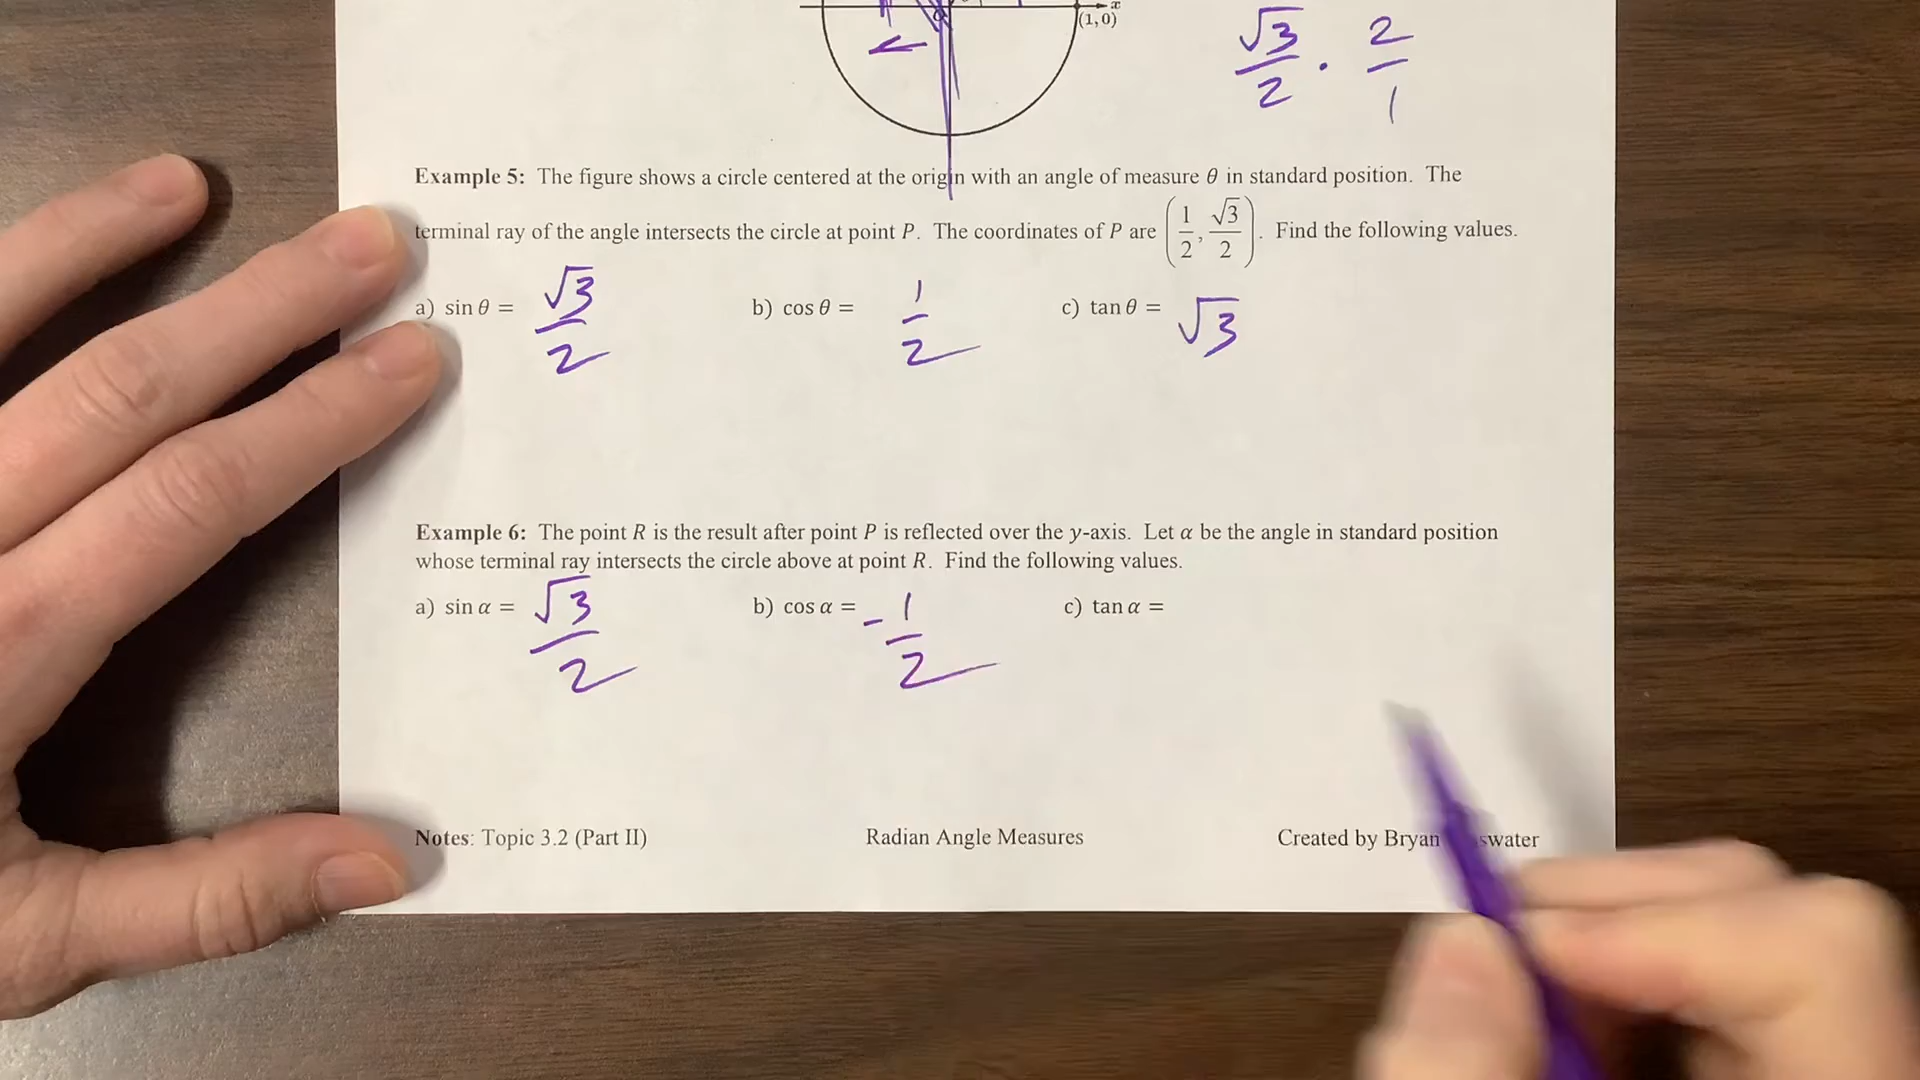 x
(1, 0)
√3/2 · 2/1
Example 5: The figure shows a circle centered at the origin with an angle of measure θ in standard position. The
terminal ray of the angle intersects the circle at point P. The coordinates of P are (1/2, √3/2). Find the following values.
a) sin θ = √3/2 b) cos θ = 1/2 c) tan θ = √3
Example 6: The point R is the result after point P is reflected over the y-axis. Let α be the angle in standard position
whose terminal ray intersects the circle above at point R. Find the following values.
a) sin α = √3/2 b) cos α = -1/2 c) tan α =
Notes: Topic 3.2 (Part II) Radian Angle Measures Created by Bryan swater